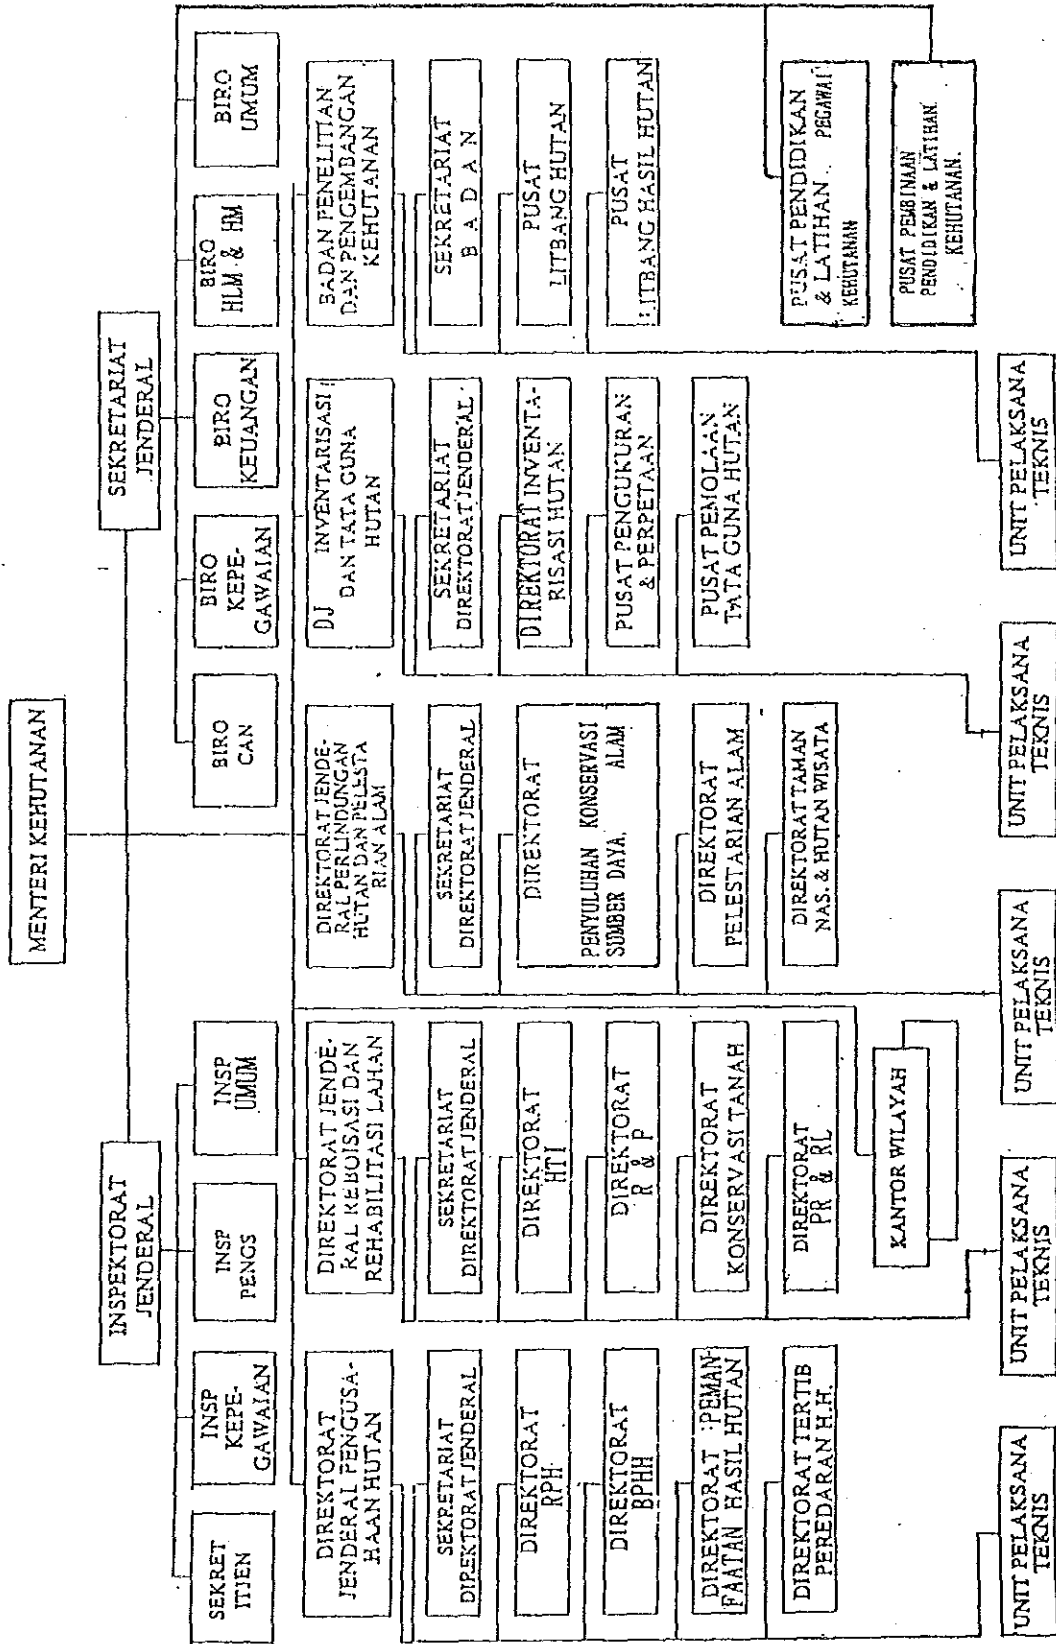 MENTERI KEHUTANAN
INSPEKTORAT
JENDERAL
SEKRETARIAT
JENDERAL
SEKRET
ITJEN
INSP
KEPE-
GAWAIAN
INSP
PENGS
INSP
UMUM
BIRO
CAN
BIRO
KEPE-
GAWAIAN
BIRO
KEUANGAN
BIRO
HLM & HM
BIRO
UMUM
DIREKTORAT
JENDERAL PENGUSA-
HAAN HUTAN
DIREKTORAT JENDE-
RAL REBOISASI DAN
REHABILITASI LAHAN
DIREKTORAT JENDE-
RAL PERLINDUNGAN
HUTAN DAN PELESTA
RIAN ALAM
DJ INVENTARISASI
DAN TATA GUNA
HUTAN
BADAN PENELITIAN
DAN PENGEMBANGAN
KEHUTANAN
SEKRETARIAT
DIREKTORAT JENDERAL
SEKRETARIAT
DIREKTORAT JENDERAL
SEKRETARIAT
DIREKTORAT JENDERAL
SEKRETARIAT
DIREKTORAT JENDERAL
SEKRETARIAT
B A D A N
DIREKTORAT
RPH
DIREKTORAT
HTI
DIREKTORAT
PENYULUHAN KONSERVASI
SUMBER DAYA. ALAM
DIREKTORAT INVENTA-
RISASI HUTAN
PUSAT
LITBANG HUTAN
DIREKTORAT
BPHH
DIREKTORAT
R & P
PUSAT PENGUKURAN
& PERPETAAN
PUSAT
LITBANG HASIL HUTAN
DIREKTORAT PEMAN-
FAATAN HASIL HUTAN
DIREKTORAT
KONSERVASI TANAH
DIREKTORAT
PELESTARIAN ALAM
PUSAT PEMOLAAN
TATA GUNA HUTAN
DIREKTORAT TERTIB
PEREDARAN H.H.
DIREKTORAT
PR & RL
DIREKTORAT TAMAN
NAS. & HUTAN WISATA
PUSAT PENDIDIKAN
& LATIHAN PEGAWAI
KEHUTANAN
KANTOR WILAYAH
PUSAT PEMBINAAN
PENDIDIKAN & LATIHAN
KEHUTANAN.
UNIT PELAKSANA
TEKNIS
UNIT PELAKSANA
TEKNIS
UNIT PELAKSANA
TEKNIS
UNIT PELAKSANA
TEKNIS
UNIT PELAKSANA
TEKNIS